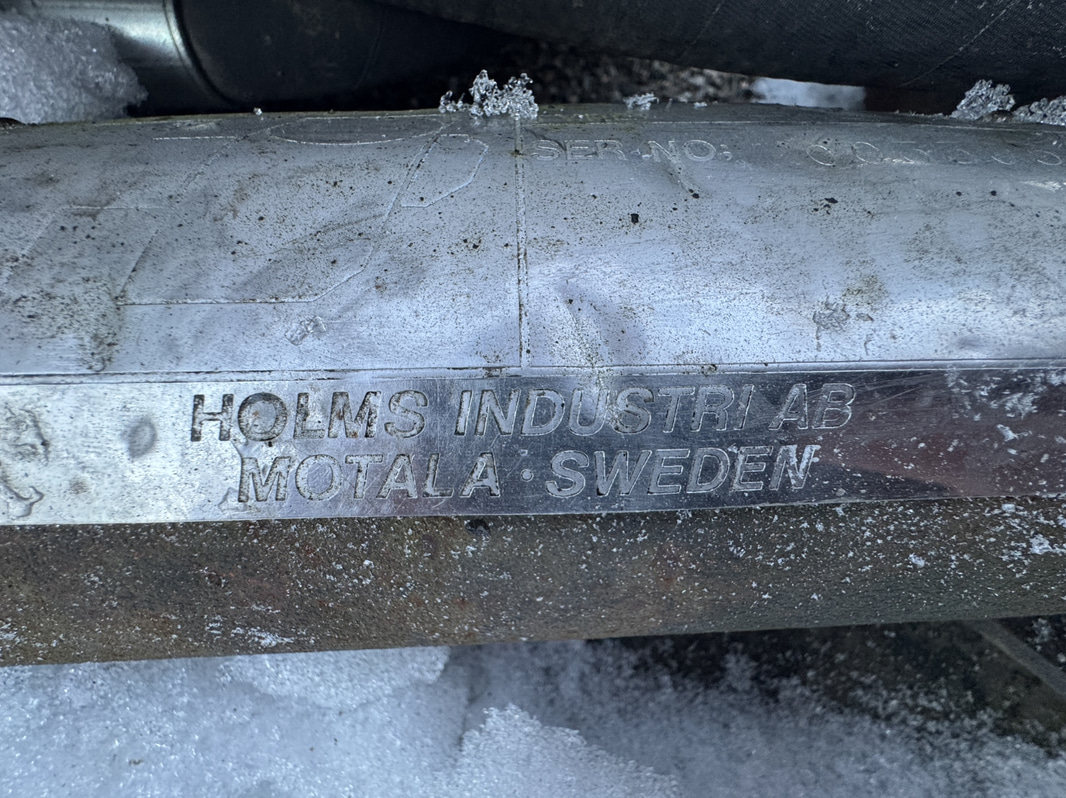 SER.NO:
HOLMS INDUSTRI AB
MOTALA · SWEDEN